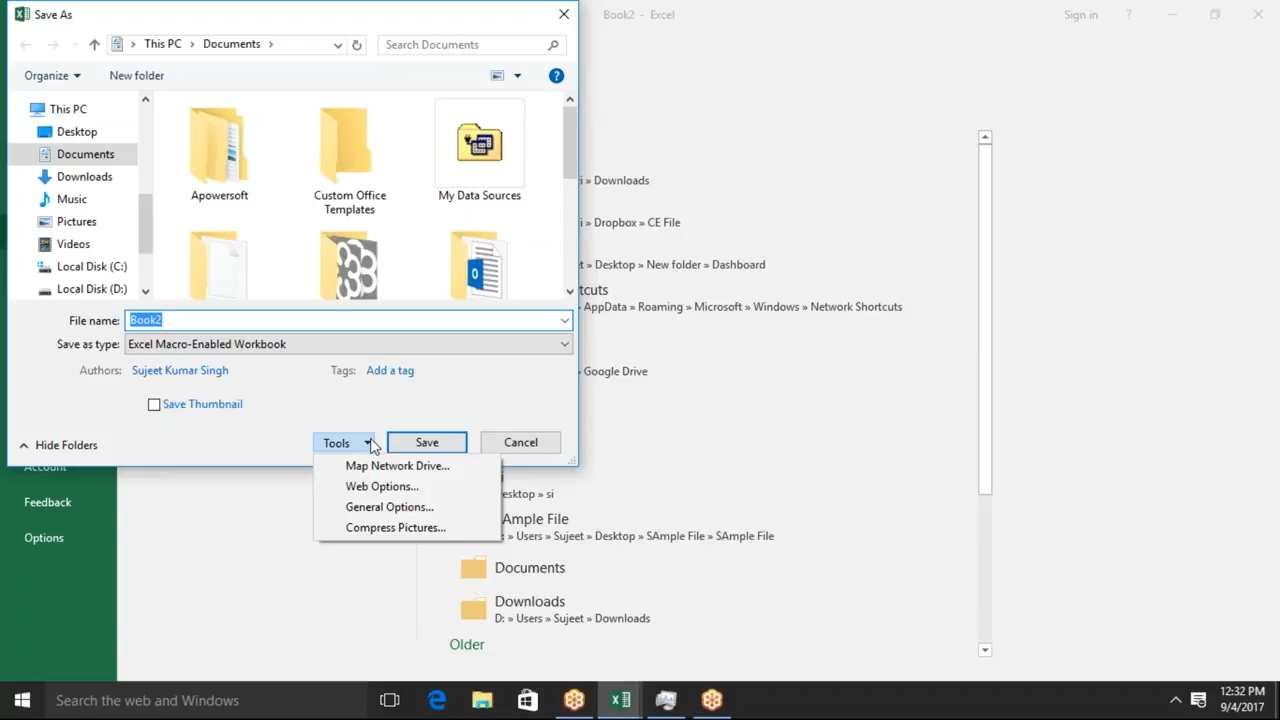 Save As
Book2 - Excel
Sign in
?
This PC
Documents
Search Documents
Organize
New folder
?
This PC
Desktop
Documents
Downloads
Music
Pictures
Videos
Local Disk (C:)
Local Disk (D:)
Apowersoft
Custom Office
Templates
My Data Sources
File name:
Book2
Save as type:
Excel Macro-Enabled Workbook
Authors:
Sujeet Kumar Singh
Tags:
Add a tag
Save Thumbnail
Hide Folders
Tools
Save
Cancel
Map Network Drive...
Web Options...
General Options...
Compress Pictures...
i » Downloads
i » Dropbox » CE File
et » Desktop » New folder » Dashboard
tcuts
» AppData » Roaming » Microsoft » Windows » Network Shortcuts
» Google Drive
esktop » si
Ample File
» Users » Sujeet » Desktop » SAmple File » SAmple File
Documents
Downloads
D: » Users » Sujeet » Downloads
Older
Account
Feedback
Options
Search the web and Windows
12:32 PM
9/4/2017